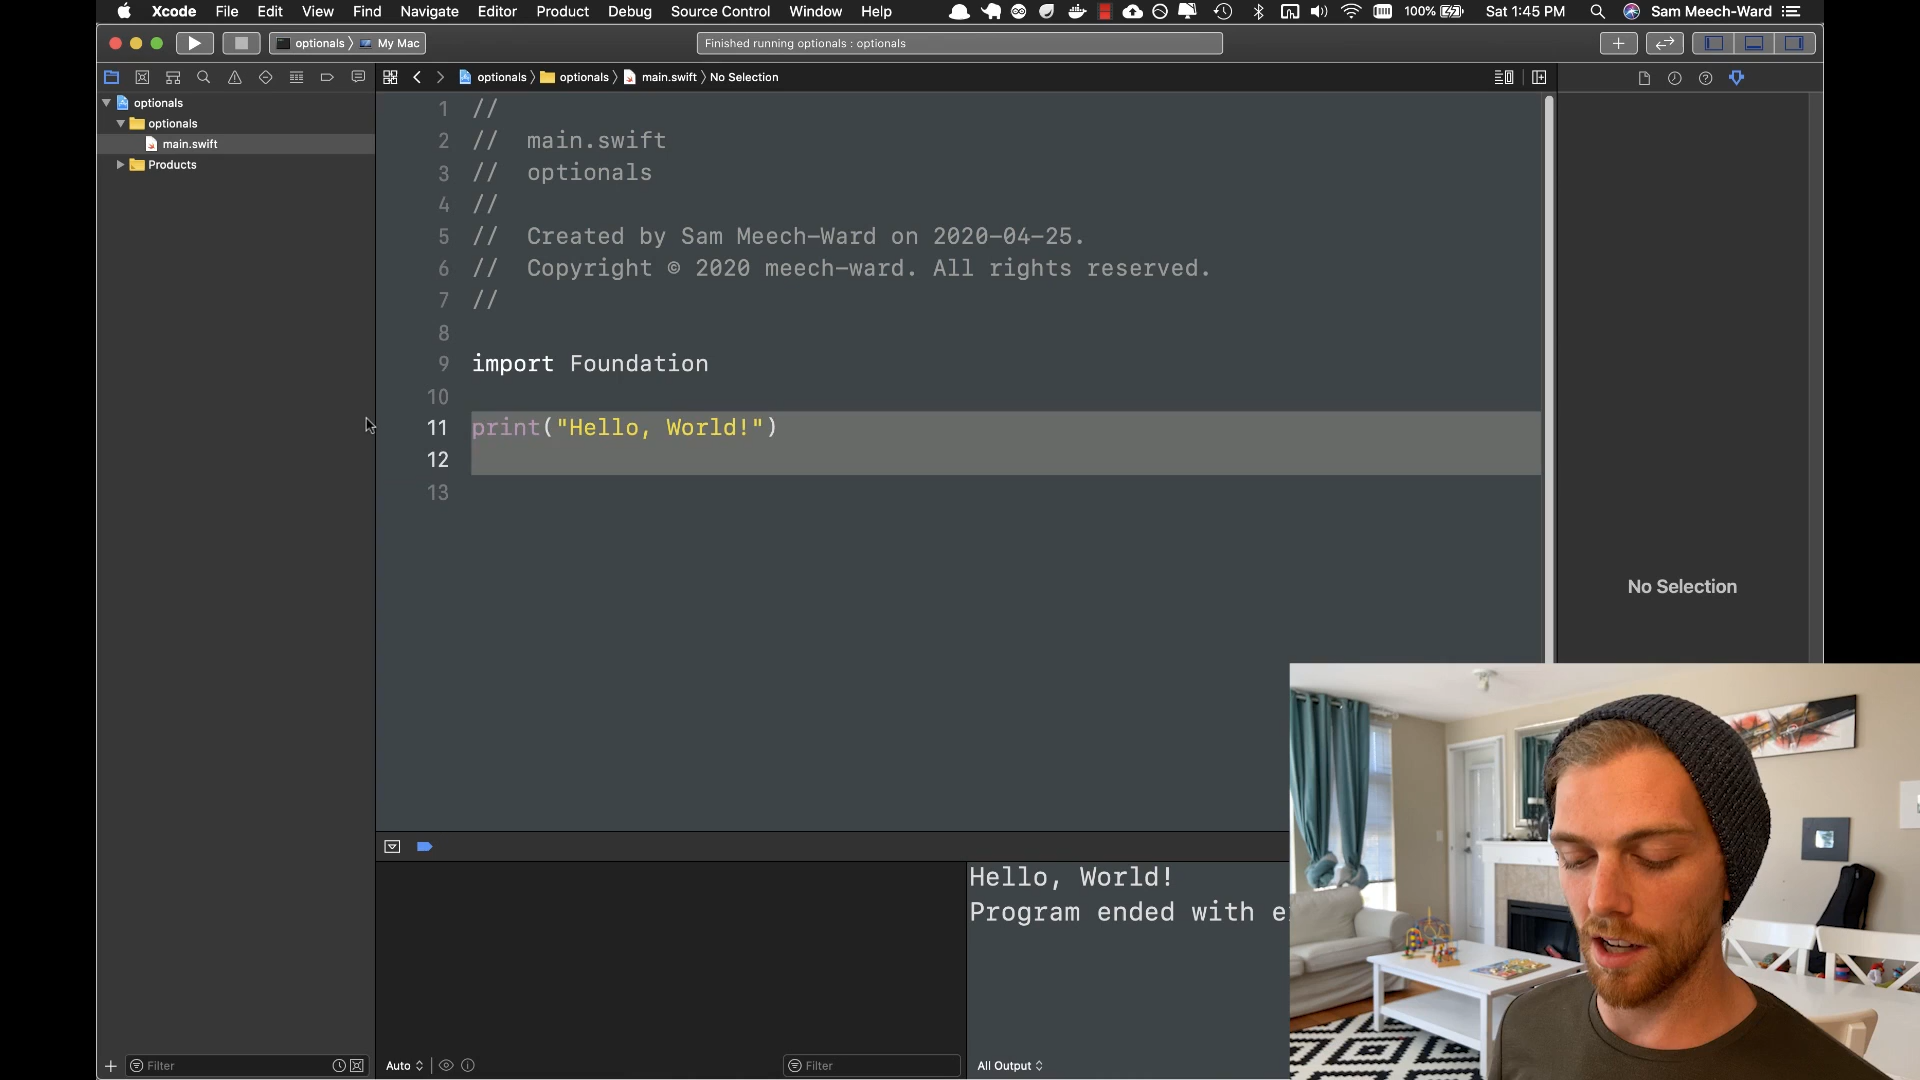 Xcode File Edit View Find Navigate Editor Product Debug Source Control Window Help 100% Sat 1:45 PM Sam Meech-Ward
optionals My Mac Finished running optionals : optionals
optionals optionals main.swift No Selection
optionals
optionals
main.swift
Products
1 //
2 // main.swift
3 // optionals
4 //
5 // Created by Sam Meech-Ward on 2020-04-25.
6 // Copyright © 2020 meech-ward. All rights reserved.
7 //
8
9 import Foundation
10
11 print("Hello, World!")
12
13
No Selection
Hello, World!
Program ended with e
Filter Auto Filter All Output